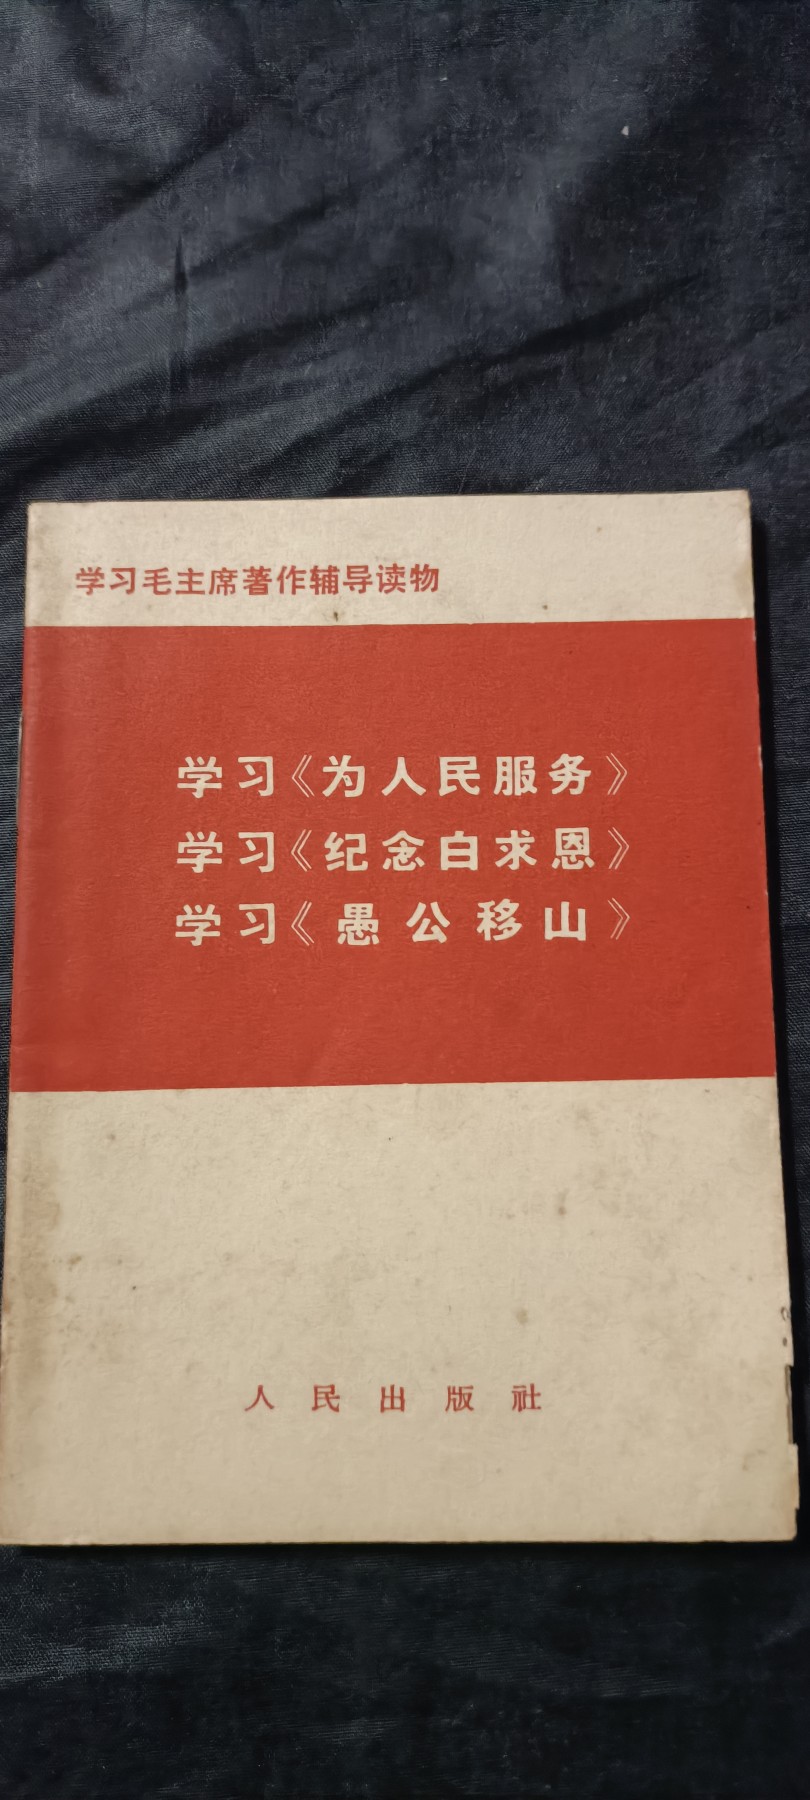 学习毛主席著作辅导读物
学习《为人民服务》
学习《纪念白求恩》
学习《愚公移山》
人民出版社